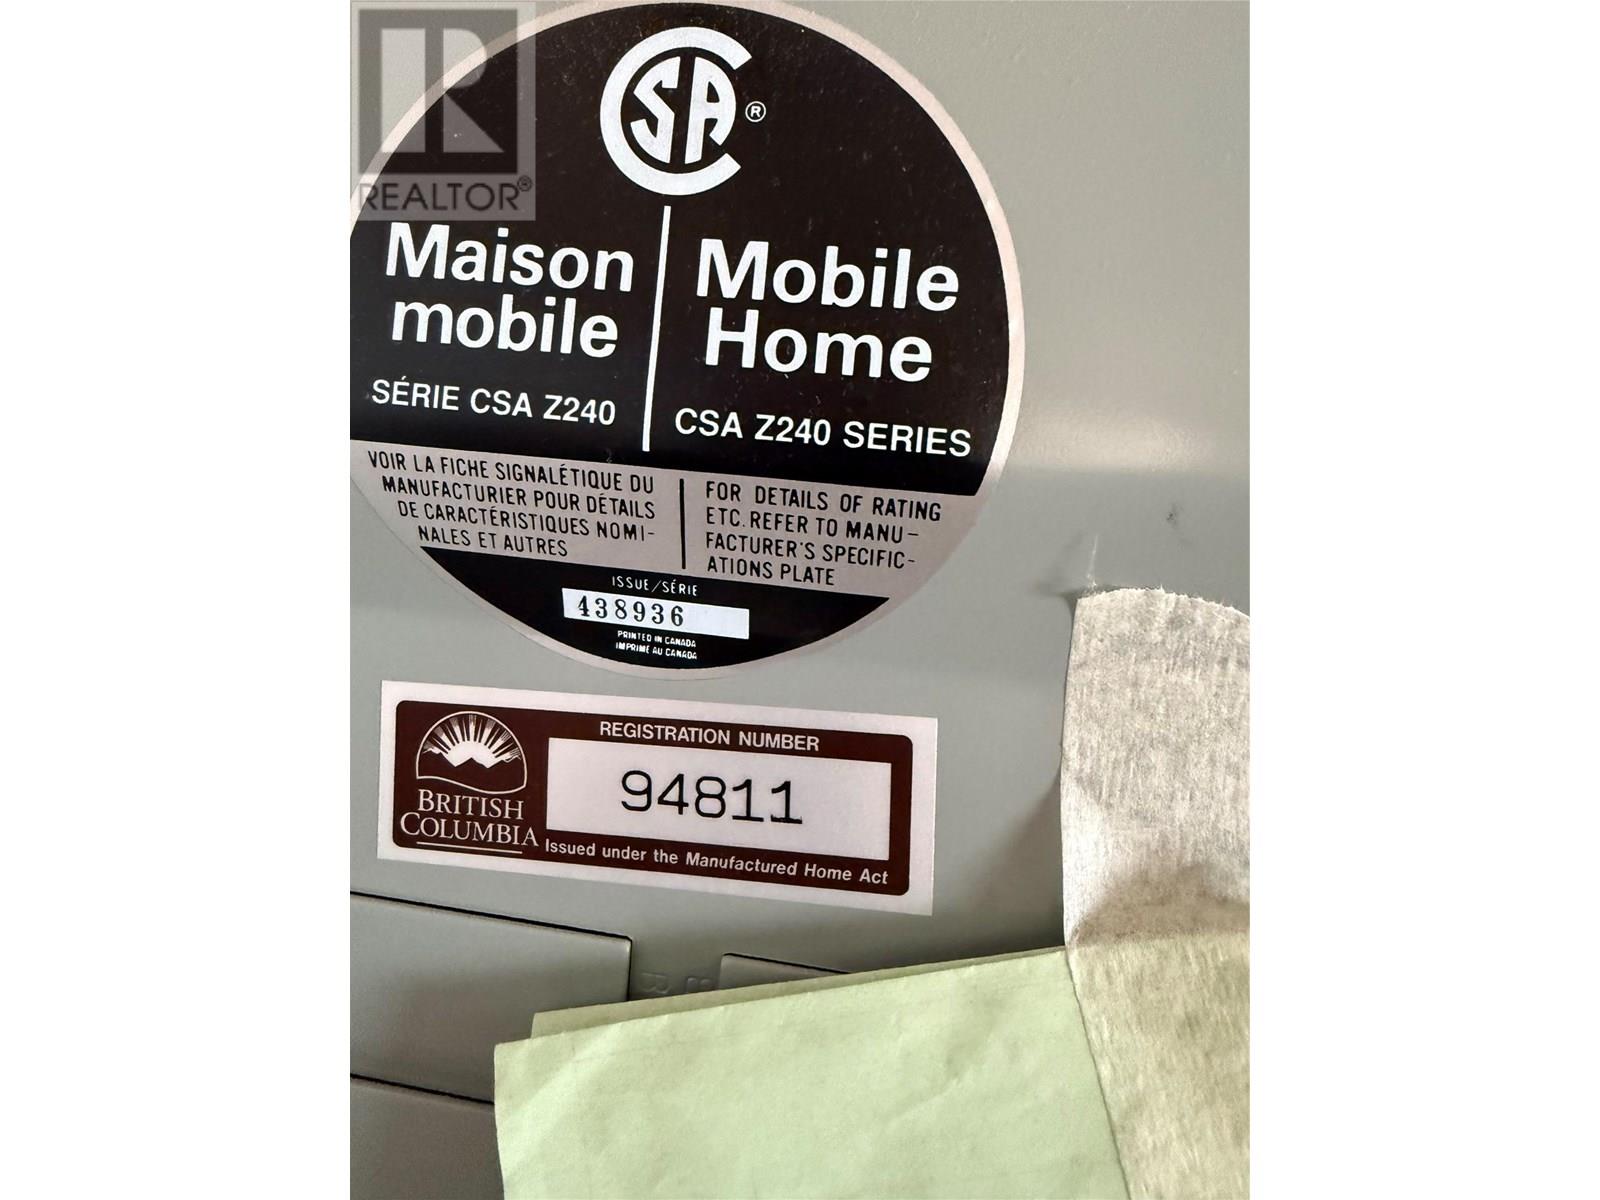 REALTOR®
CSA®
Maison
mobile
SÉRIE CSA Z240
Mobile
Home
CSA Z240 SERIES
VOIR LA FICHE SIGNALÉTIQUE DU
MANUFACTURIER POUR DÉTAILS
DE CARACTÉRISTIQUES NOMI-
NALES ET AUTRES
FOR DETAILS OF RATING
ETC. REFER TO MANU-
FACTURER'S SPECIFIC-
ATIONS PLATE
ISSUE/SÉRIE
438936
PRINTED IN CANADA
IMPRIMÉ AU CANADA
BRITISH
COLUMBIA
REGISTRATION NUMBER
94811
Issued under the Manufactured Home Act